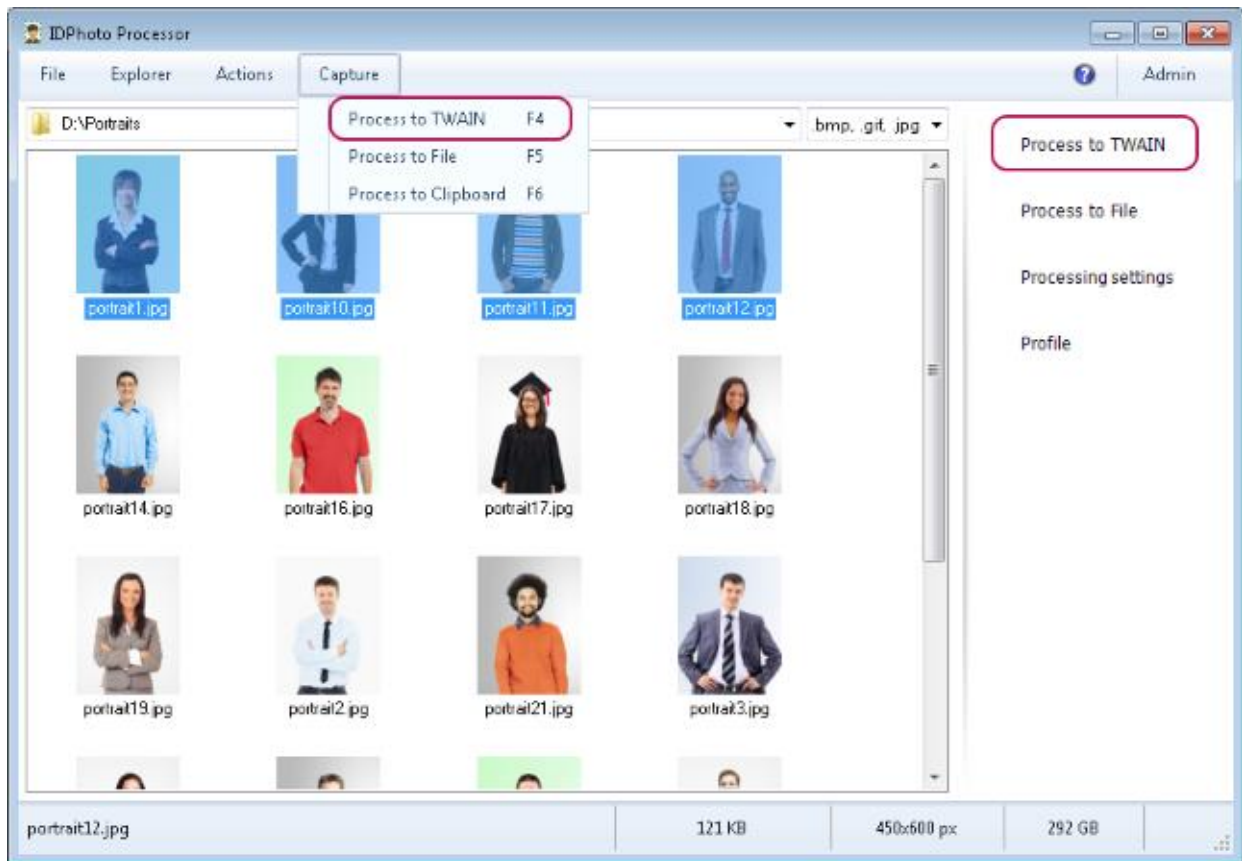 IDPhoto Processor
File Explorer Actions Capture Admin
D:\Portraits .bmp, .gif, .jpg
Process to TWAIN F4
Process to File F5
Process to Clipboard F6
portrait1.jpg portrait10.jpg portrait11.jpg portrait12.jpg
portrait14.jpg portrait16.jpg portrait17.jpg portrait18.jpg
portrait19.jpg portrait2.jpg portrait21.jpg portrait3.jpg
Process to TWAIN
Process to File
Processing settings
Profile
portrait12.jpg 121 KB 450x600 px 292 GB